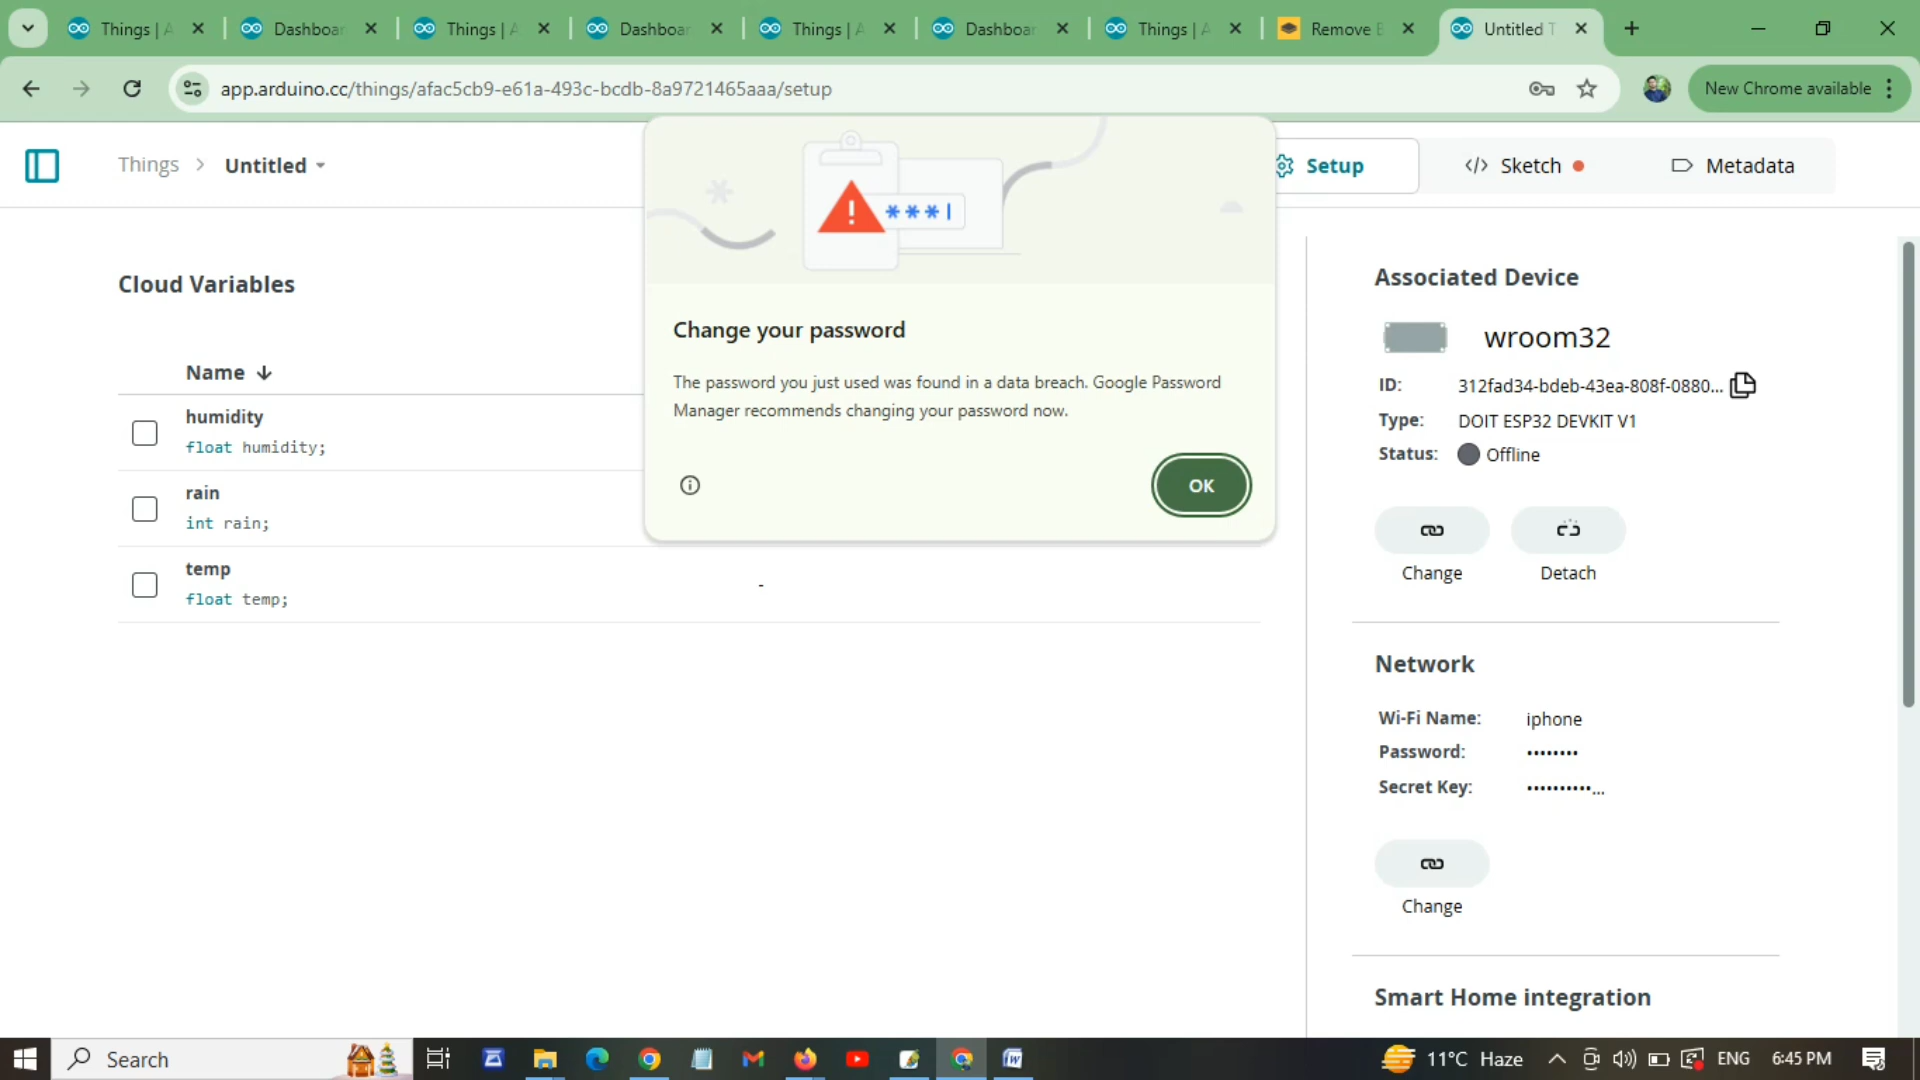 Things | A
Dashboar
Things | A
Dashboar
Things | A
Dashboar
Things | A
Remove B
Untitled T
app.arduino.cc/things/afac5cb9-e61a-493c-bcdb-8a9721465aaa/setup
New Chrome available
Things > Untitled
Setup
</> Sketch
Metadata
***|
Change your password
The password you just used was found in a data breach. Google Password
Manager recommends changing your password now.
OK
Cloud Variables
Name ↓
humidity
float humidity;
rain
int rain;
temp
float temp;
-
Associated Device
wroom32
ID: 312fad34-bdeb-43ea-808f-0880...
Type: DOIT ESP32 DEVKIT V1
Status: Offline
Change
Detach
Network
Wi-Fi Name: iphone
Password: ••••••••
Secret Key: ••••••••••...
Change
Smart Home integration
Search
11°C Haze
ENG
6:45 PM